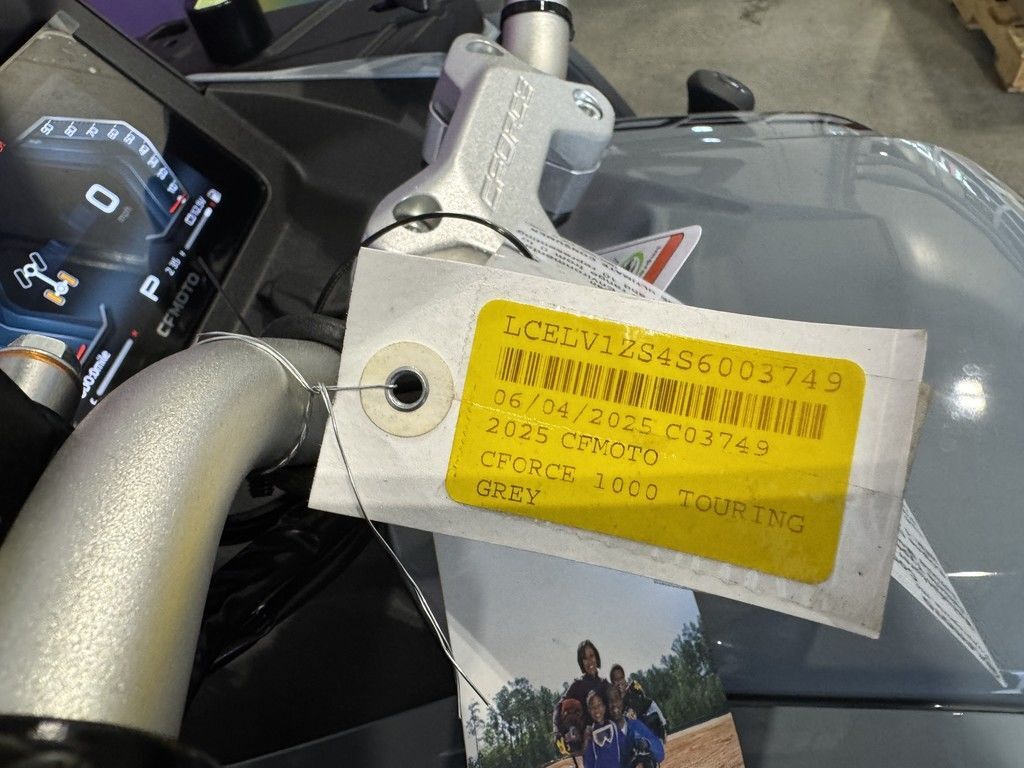 CFORCE
0
P
CFMOTO
LCELV1ZS4S6003749
06/04/2025 C03749
2025 CFMOTO
CFORCE 1000 TOURING
GREY